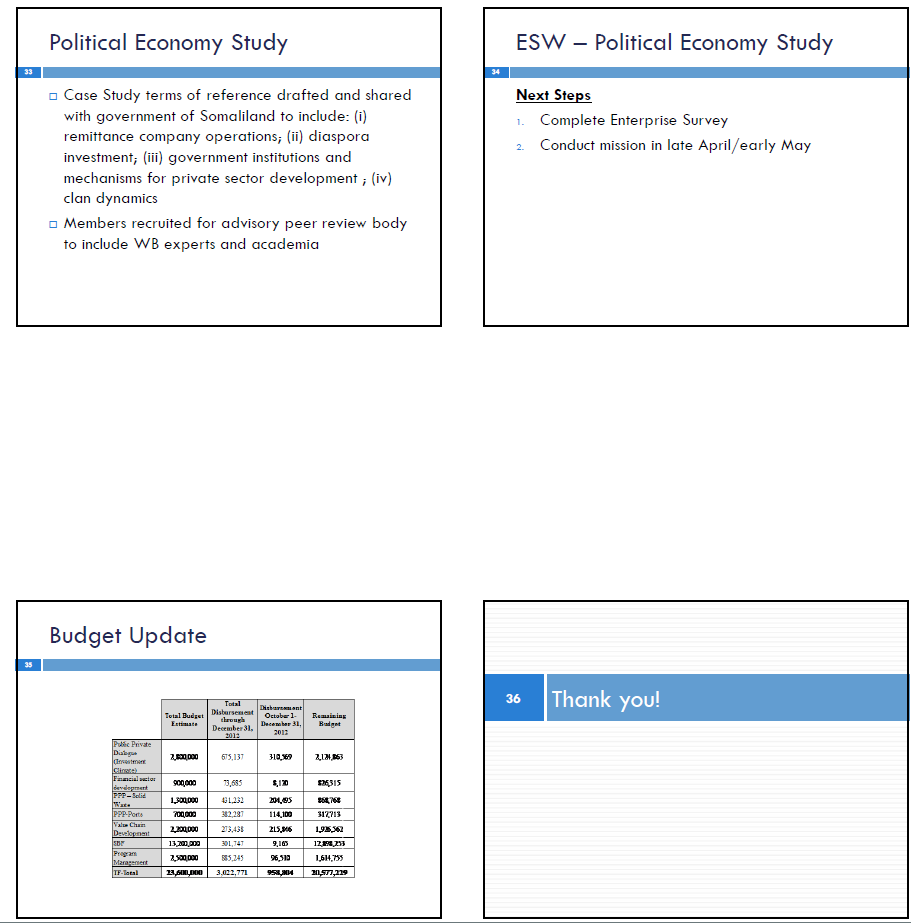 Political Economy Study
33
Case Study terms of reference drafted and shared
with government of Somaliland to include: (i)
remittance company operations; (ii) diaspora
investment; (iii) government institutions and
mechanisms for private sector development ; (iv)
clan dynamics
Members recruited for advisory peer review body
to include WB experts and academia
ESW – Political Economy Study
34
Next Steps
1. Complete Enterprise Survey
2. Conduct mission in late April/early May
Budget Update
35
Total Budget
Estimate
Total
Disbursement
through
December 31,
2012
Disbursement
October 1-
December 31,
2012
Remaining
Budget
Public Private
Dialogue
(Investment
Climate)
2,800,000 675,137 310,569 2,124,863
Financial sector
development
900,000 73,685 8,120 826,315
PPP – Solid
Waste
1,300,000 431,232 204,495 868,768
PPP-Ports 700,000 382,287 114,100 317,713
Value Chain
Development
2,200,000 273,438 215,846 1,926,562
SBF 13,200,000 301,747 9,165 12,898,253
Program
Management
2,500,000 885,245 96,510 1,614,755
TF-Total 23,600,000 3,022,771 958,804 20,577,229
36
Thank you!